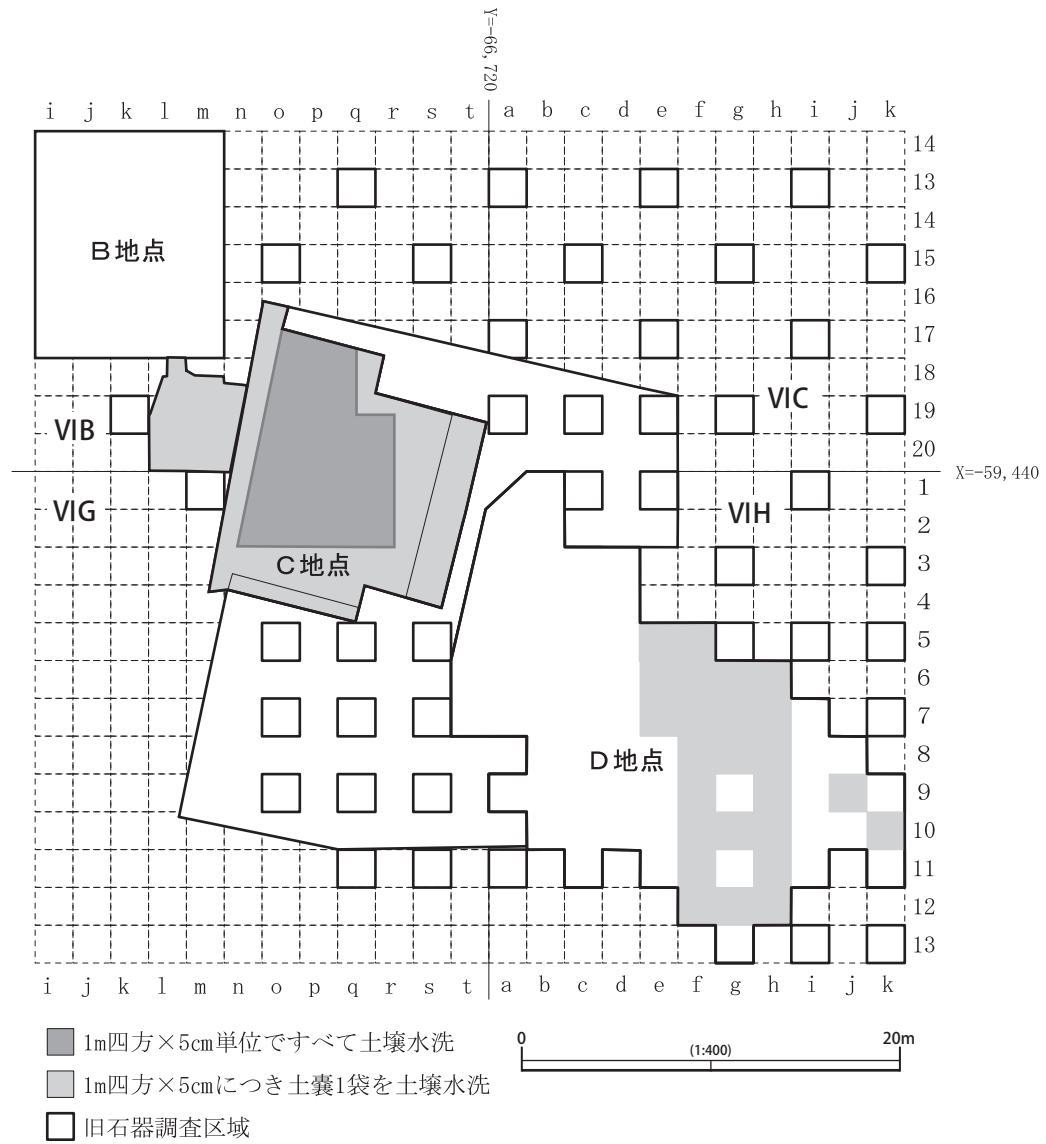 Y=-66,720
i j k l m n o p q r s t a b c d e f g h i j k
14
13
14
B地点
15
16
17
18
VIC
19
VIB
20
X=-59,440
1
VIG
VIH
2
3
C地点
4
5
6
7
D地点
8
9
10
11
12
13
i j k l m n o p q r s t a b c d e f g h i j k
1m四方×5cm単位ですべて土壌水洗
1m四方×5cmにつき土嚢1袋を土壌水洗
旧石器調査区域
0 20m
(1:400)